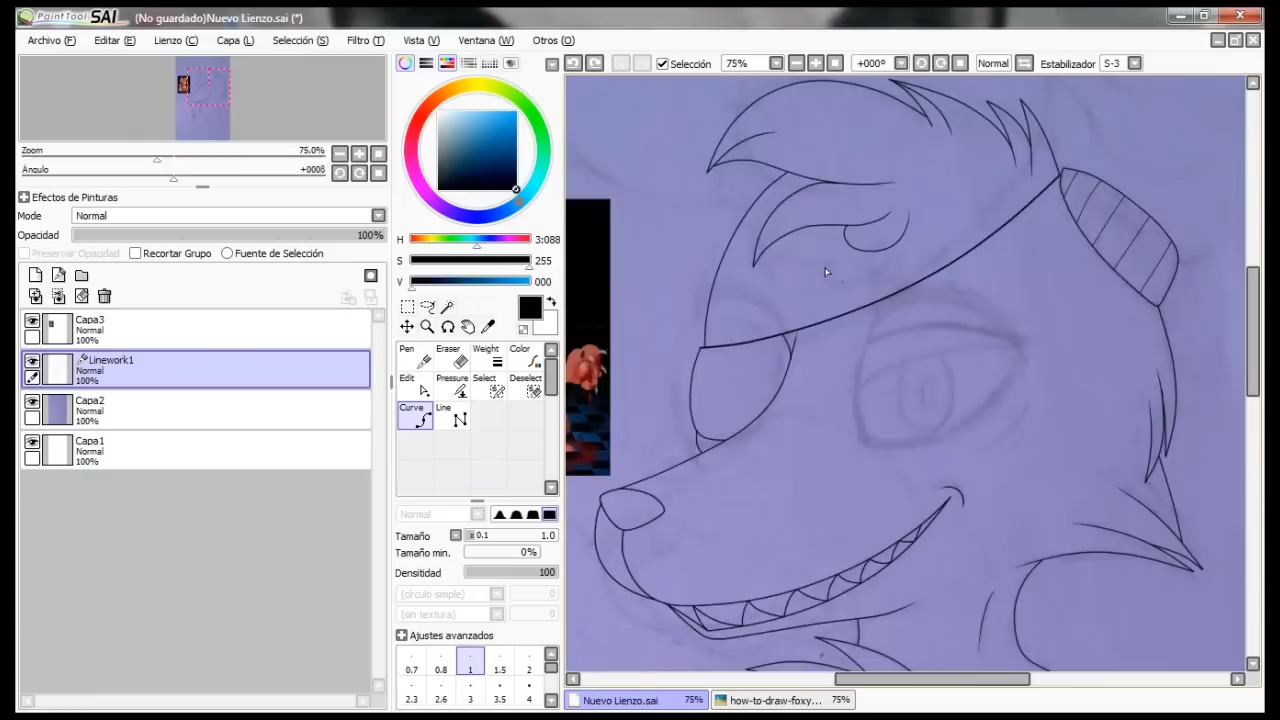 PaintTool SAI (No guardado)Nuevo Lienzo.sai (*)
Archivo (F) Editar (E) Lienzo (C) Capa (L) Selección (S) Filtro (T) Vista (V) Ventana (W) Otros (O)
Selección 75% +000º Normal Estabilizador S-3
Zoom 75.0%
Ángulo +000ß
Efectos de Pinturas
Mode Normal
Opacidad 100%
Preservar Opacidad Recortar Grupo Fuente de Selección
Capa3
Normal
100%
Linework1
Normal
100%
Capa2
Normal
100%
Capa1
Normal
100%
H 3:088
S 255
V 000
Pen Eraser Weight Color
Edit Pressure Select Deselect
Curve Line
Normal
Tamaño x 0.1 1.0
Tamaño min. 0%
Densitidad 100
(círculo simple) 0
(sin textura) 0
Ajustes avanzados
0.7 0.8 1 1.5 2
2.3 2.6 3 3.5 4
Nuevo Lienzo.sai 75% how-to-draw-foxy... 75%